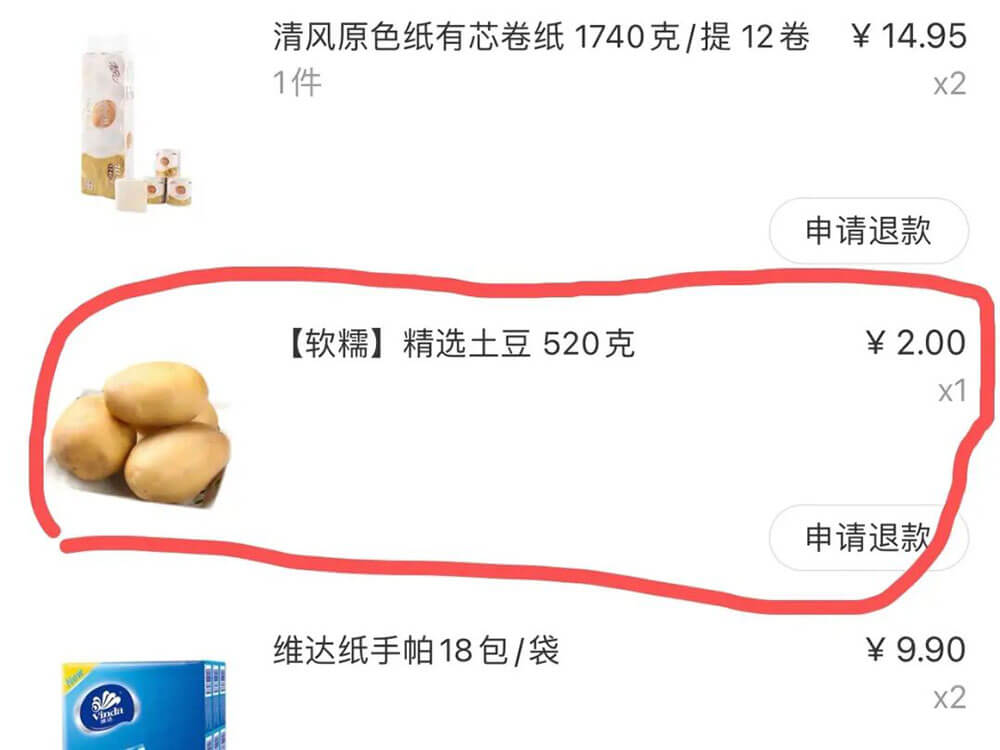 清风原色纸有芯卷纸 1740克/提 12卷 ¥ 14.95
1件 x2
申请退款
【软糯】精选土豆 520克 ¥ 2.00
x1
申请退款
维达纸手帕18包/袋 ¥ 9.90
x2
New
Vinda
维达